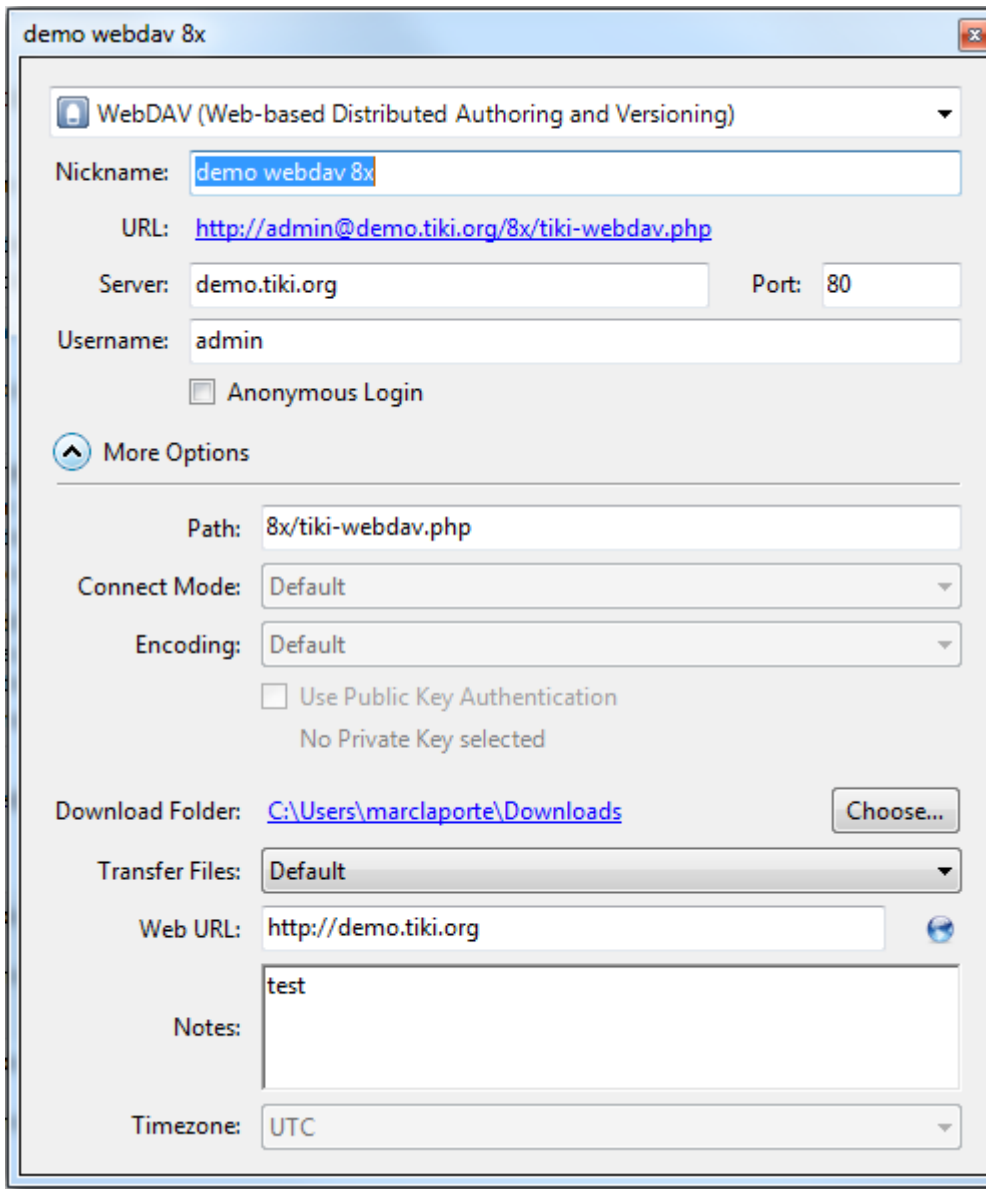 demo webdav 8x
WebDAV (Web-based Distributed Authoring and Versioning)
Nickname: demo webdav 8x
URL: http://admin@demo.tiki.org/8x/tiki-webdav.php
Server: demo.tiki.org Port: 80
Username: admin
Anonymous Login
More Options
Path: 8x/tiki-webdav.php
Connect Mode: Default
Encoding: Default
Use Public Key Authentication
No Private Key selected
Download Folder: C:\Users\marclaporte\Downloads Choose...
Transfer Files: Default
Web URL: http://demo.tiki.org
test
Notes:
Timezone: UTC